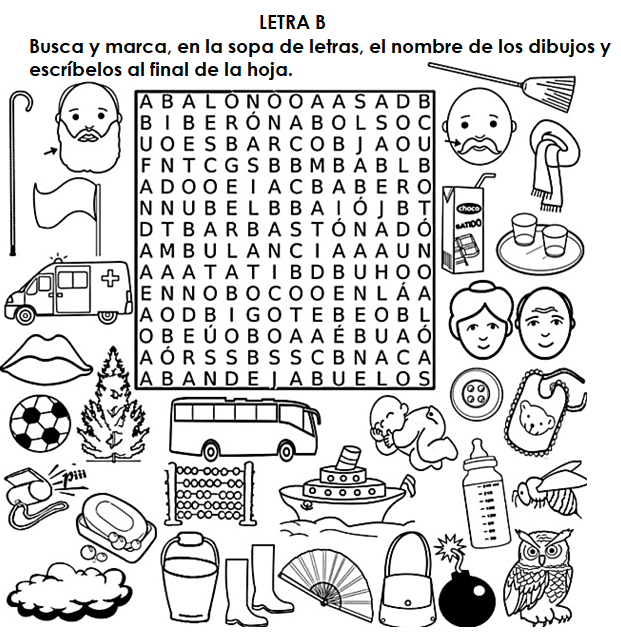 LETRA B
Busca y marca, en la sopa de letras, el nombre de los dibujos y
escríbelos al final de la hoja.
A B A L O N O O A A S A D B
B I B E R Ó N A B O L S O C
U O E S B A R C O B J A O U
F N T C G S B B M B A B L B
A D O O E I A C B A B E R O
N N U B E L B B A I Ó J B T
D T B A R B A S T Ó N A D Ó
A M B U L A N C I A A A U N
A A A T A T I B D B U H O O
E N N O B O C O O E N L Á A
A O D B I G O T E B E O B L
O B E Ú O B O A A É B U A Ó
A Ó R S S B S S C B N A C A
A B A N D E J A B U E L O S
choco
BATIDO
piii